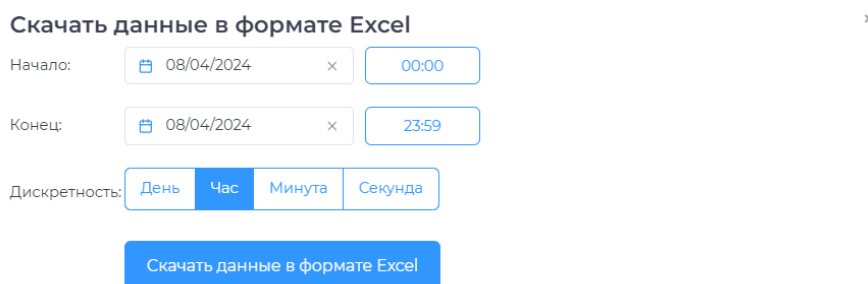 Скачать данные в формате Excel
Начало: 08/04/2024 00:00
Конец: 08/04/2024 23:59
Дискретность: День Час Минута Секунда
Скачать данные в формате Excel